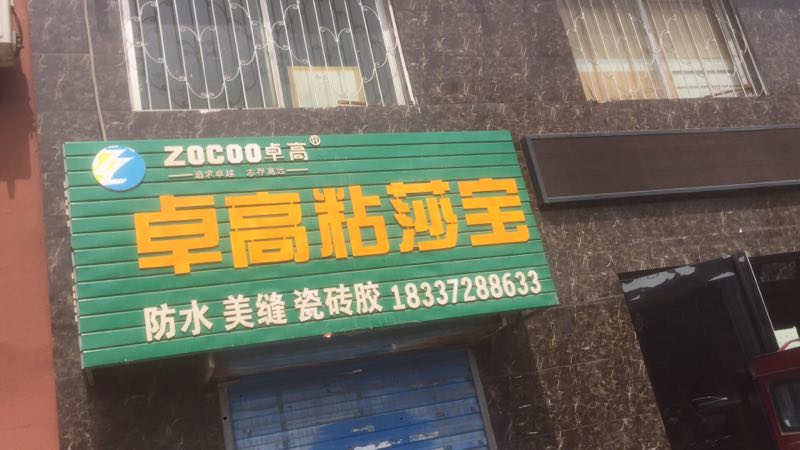 ZOCOO卓高®
追求卓越 志存高远
卓高粘莎宝
防水 美缝 瓷砖胶 18337288633